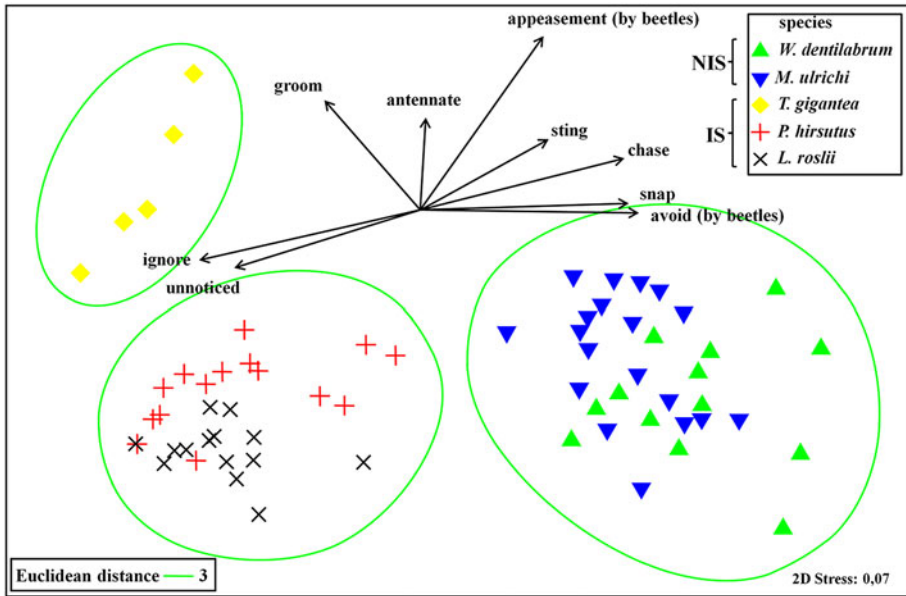 appeasement (by beetles)
species
NIS
W. dentilabrum
M. ulrichi
IS
T. gigantea
P. hirsutus
L. roslii
groom
antennate
sting
chase
snap
avoid (by beetles)
ignore
unnoticed
Euclidean distance 3
2D Stress: 0,07